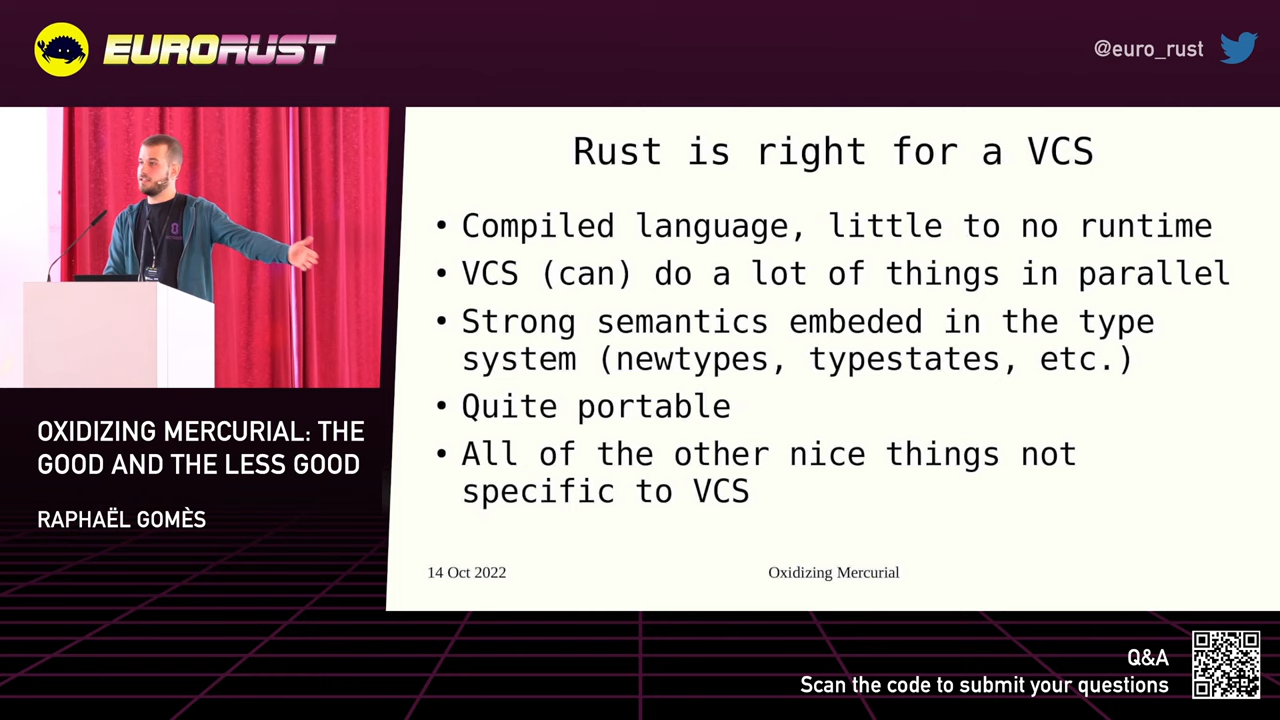 EURORUST
@euro_rust
Rust is right for a VCS
• Compiled language, little to no runtime
• VCS (can) do a lot of things in parallel
• Strong semantics embeded in the type
system (newtypes, typestates, etc.)
• Quite portable
• All of the other nice things not
specific to VCS
14 Oct 2022
Oxidizing Mercurial
OXIDIZING MERCURIAL: THE
GOOD AND THE LESS GOOD
RAPHAËL GOMÈS
Q&A
Scan the code to submit your questions